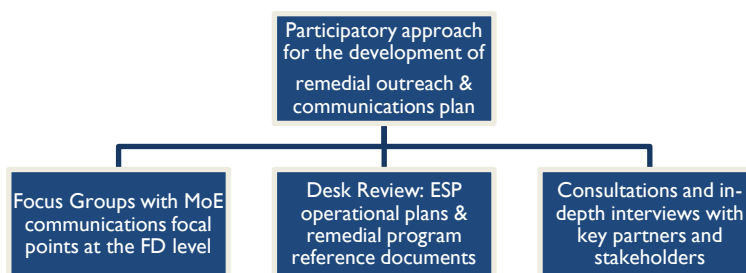 Participatory approach
for the development of
remedial outreach &
communications plan
Focus Groups with MoE
communications focal
points at the FD level
Desk Review: ESP
operational plans &
remedial program
reference documents
Consultations and in-
depth interviews with
key partners and
stakeholders